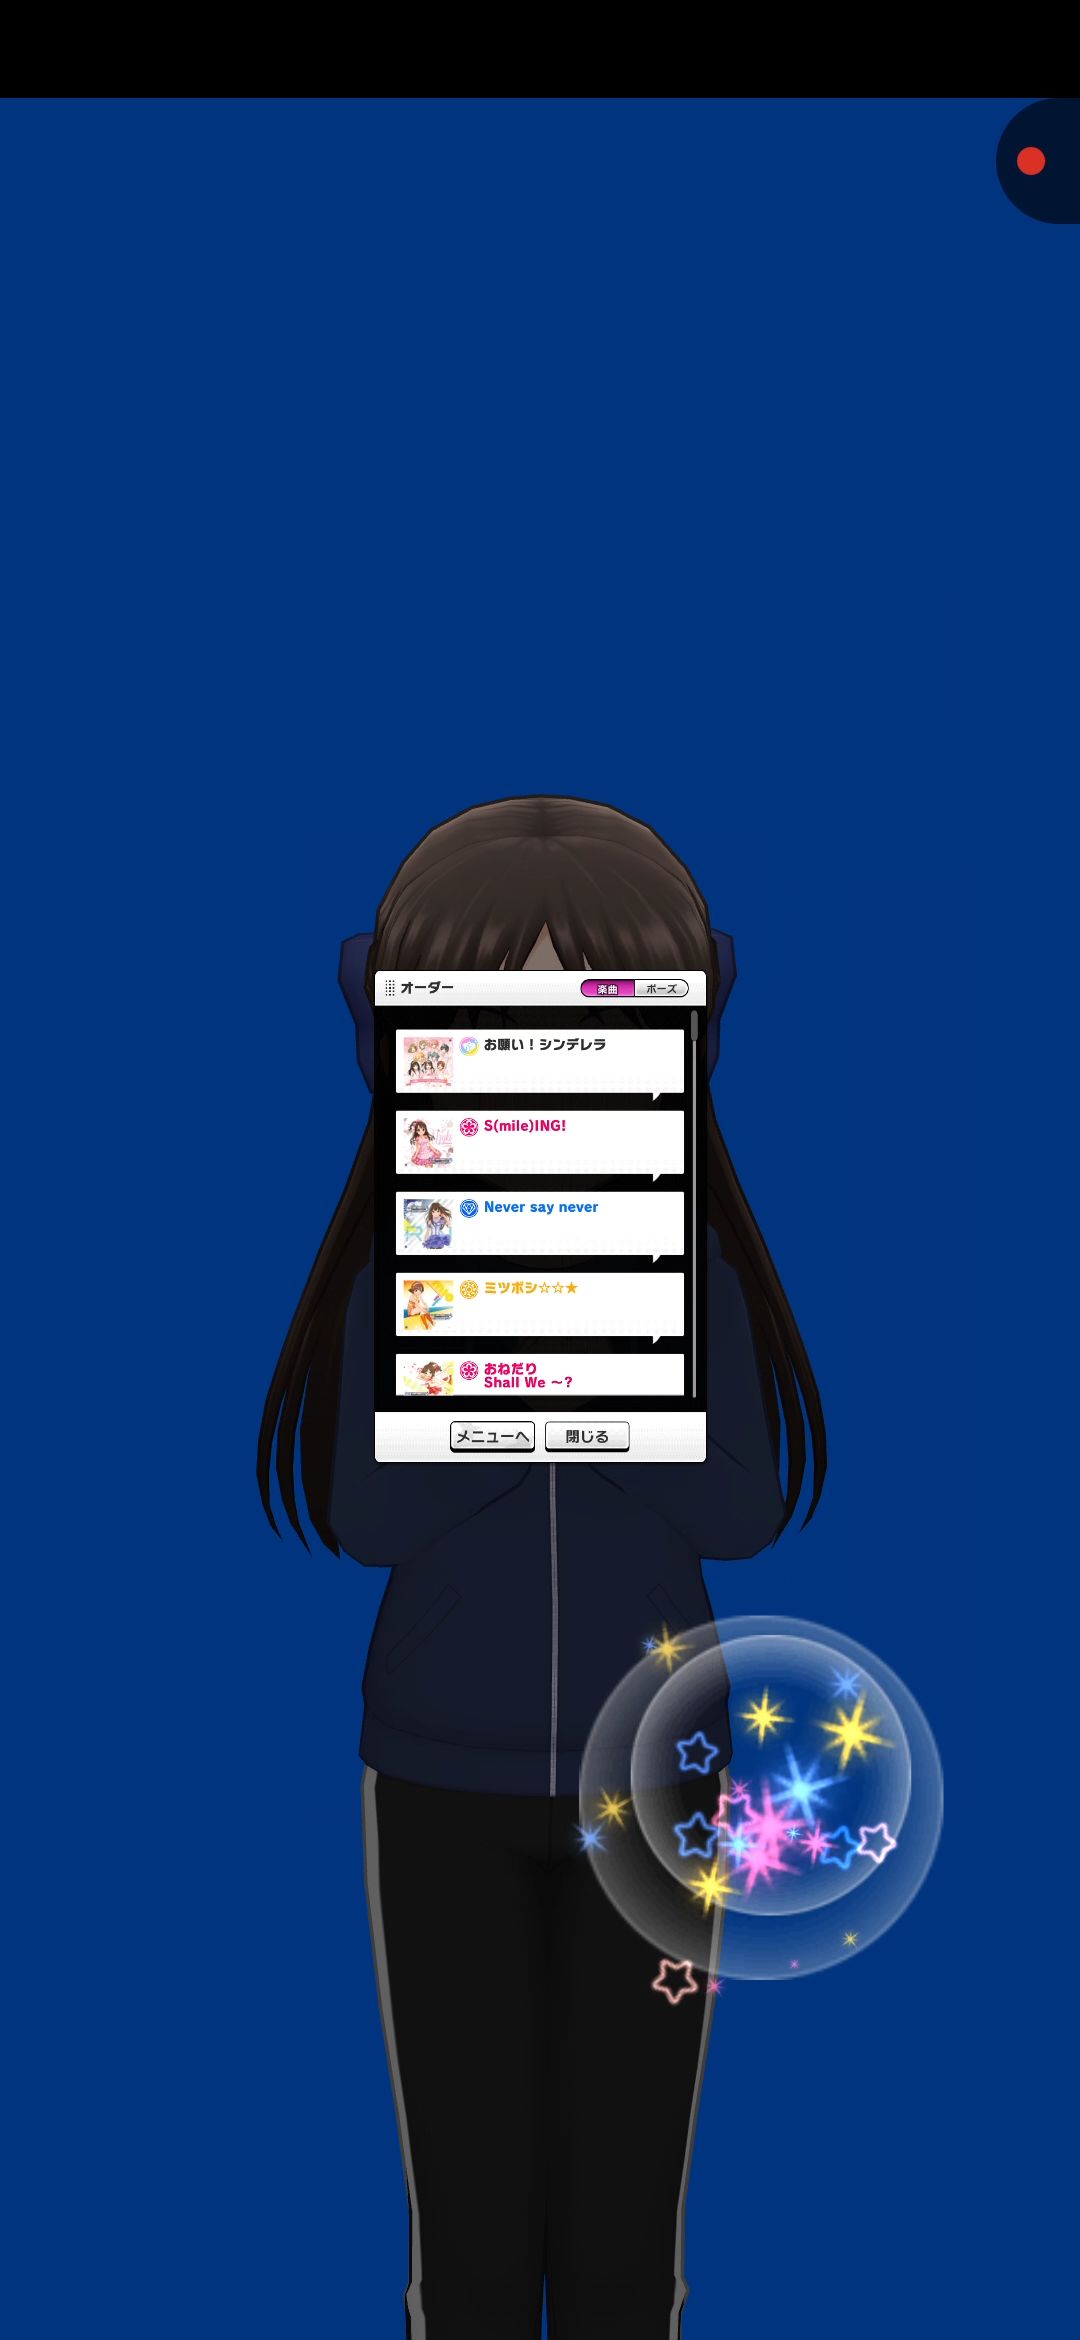 オーダー
楽曲 ポーズ
お願い！シンデレラ
S(mile)ING!
Never say never
ミツボシ☆☆★
おねだり
Shall We ～?
メニューへ 閉じる